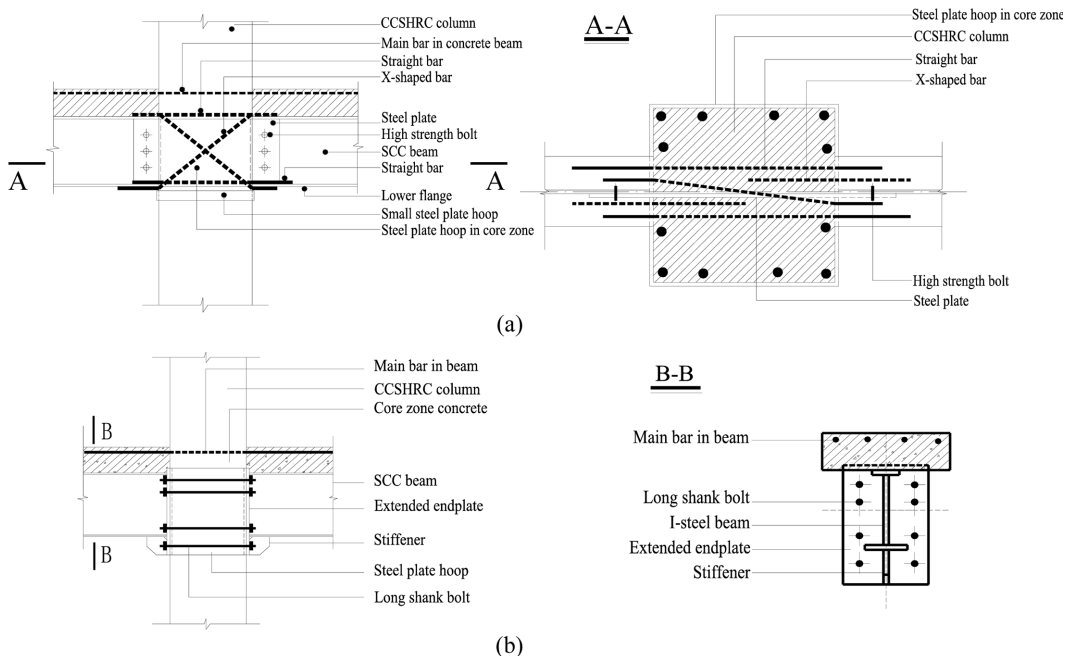 CCSHRC column
Main bar in concrete beam
Straight bar
X-shaped bar
Steel plate
High strength bolt
SCC beam
Straight bar
Lower flange
Small steel plate hoop
Steel plate hoop in core zone
A
A
A-A
Steel plate hoop in core zone
CCSHRC column
Straight bar
X-shaped bar
High strength bolt
Steel plate
(a)
Main bar in beam
CCSHRC column
Core zone concrete
B
SCC beam
Extended endplate
Stiffener
B
Steel plate hoop
Long shank bolt
B-B
Main bar in beam
Long shank bolt
I-steel beam
Extended endplate
Stiffener
(b)